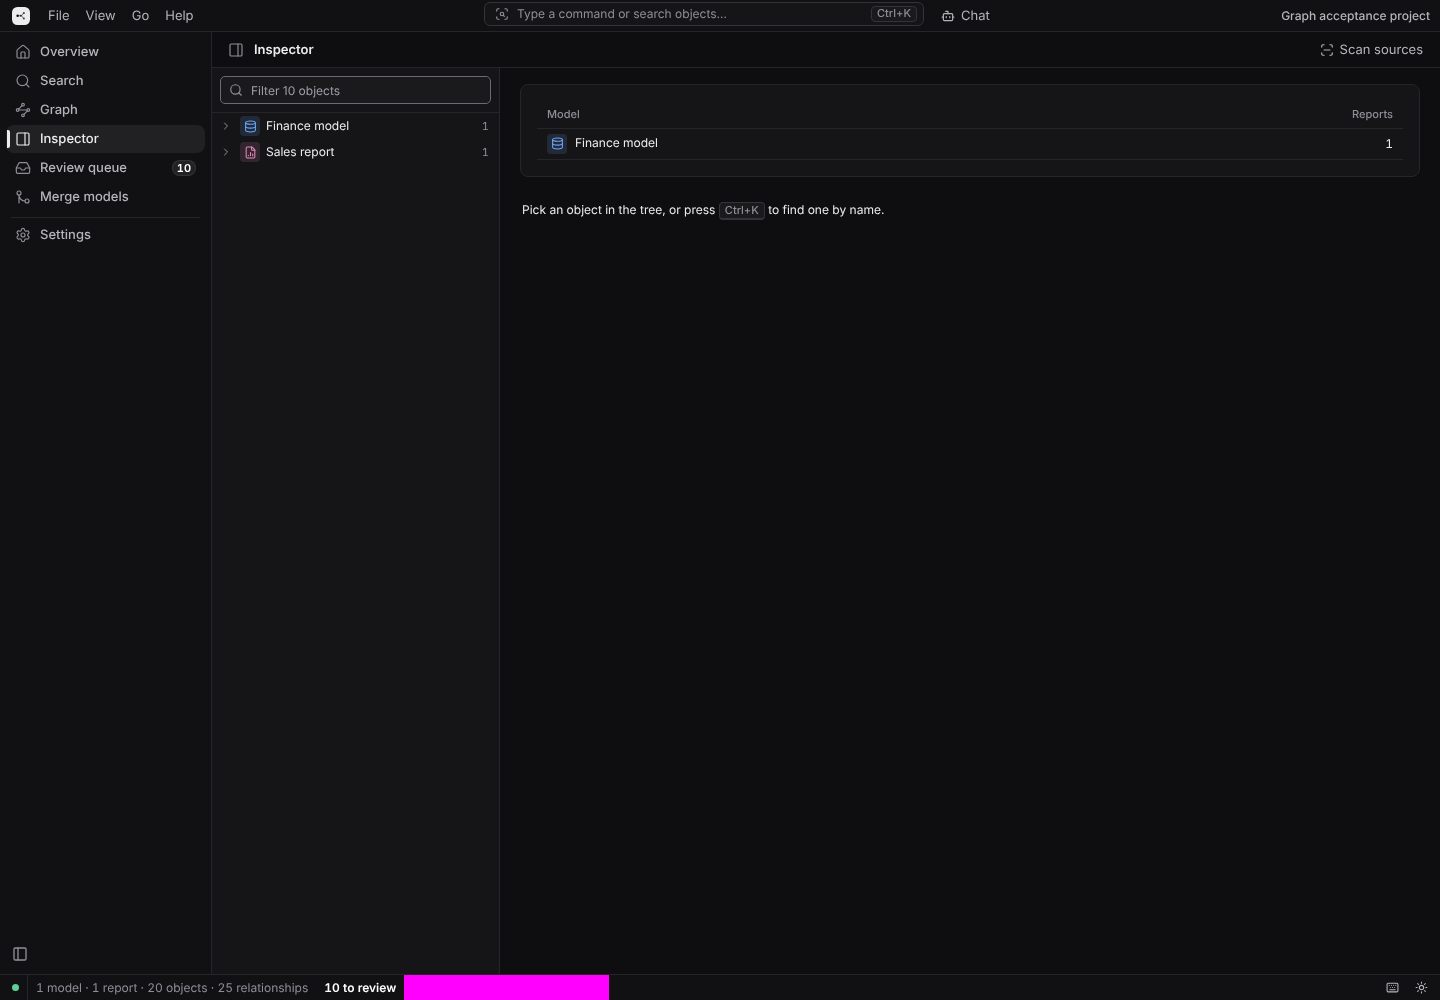 File View Go Help Type a command or search objects... Ctrl+K Chat Graph acceptance project
Overview
Search
Graph
Inspector
Review queue 10
Merge models
Settings
Inspector Scan sources
Filter 10 objects
Finance model 1
Sales report 1
Model Reports
Finance model 1
Pick an object in the tree, or press Ctrl+K to find one by name.
1 model · 1 report · 20 objects · 25 relationships 10 to review